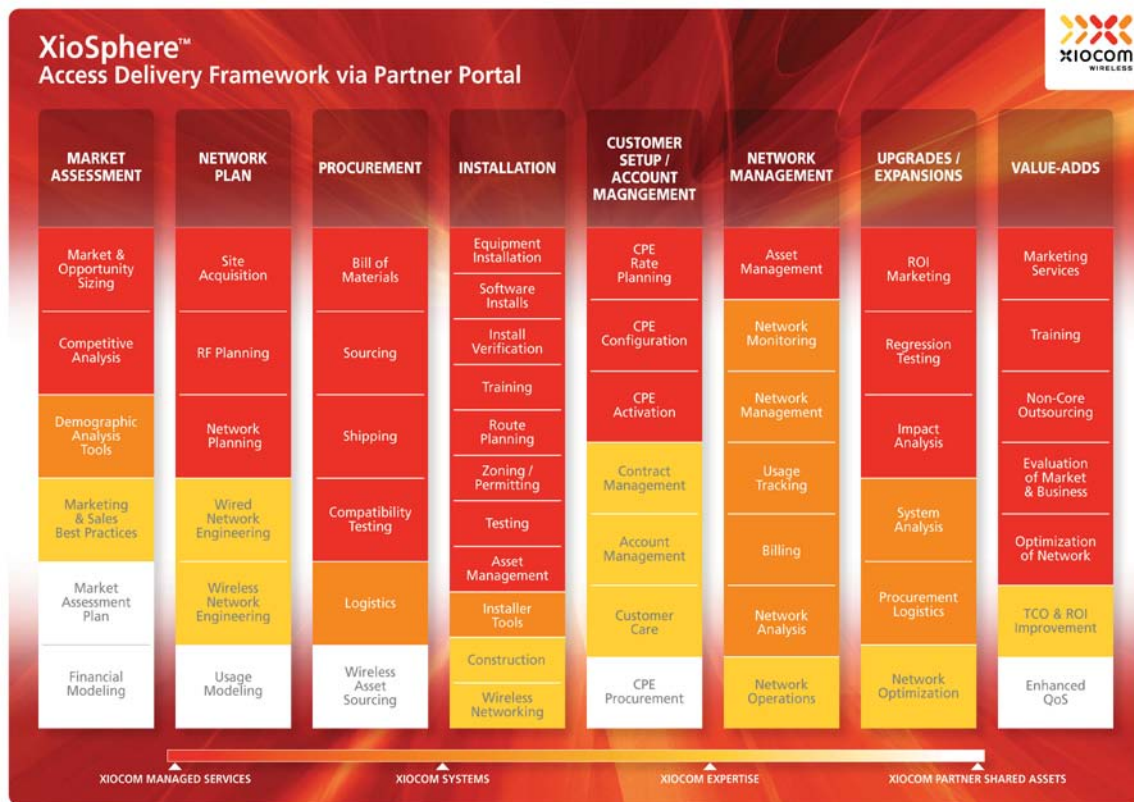 XioSphere™
Access Delivery Framework via Partner Portal
XIOCOM
WIRELESS
MARKET
ASSESSMENT
Market &
Opportunity
Sizing
Competitive
Analysis
Demographic
Analysis
Tools
Marketing
& Sales
Best Practices
Market
Assessment
Plan
Financial
Modeling
NETWORK
PLAN
Site
Acquisition
RF Planning
Network
Planning
Wired
Network
Engineering
Wireless
Network
Engineering
Usage
Modeling
PROCUREMENT
Bill of
Materials
Sourcing
Shipping
Compatibility
Testing
Logistics
Wireless
Asset
Sourcing
INSTALLATION
Equipment
Installation
Software
Installs
Install
Verification
Training
Route
Planning
Zoning /
Permitting
Testing
Asset
Management
Installer
Tools
Construction
Wireless
Networking
CUSTOMER
SETUP /
ACCOUNT
MAGNGEMENT
CPE
Rate
Planning
CPE
Configuration
CPE
Activation
Contract
Management
Account
Management
Customer
Care
CPE
Procurement
NETWORK
MANAGEMENT
Asset
Management
Network
Monitoring
Network
Management
Usage
Tracking
Billing
Network
Analysis
Network
Operations
UPGRADES /
EXPANSIONS
ROI
Marketing
Regression
Testing
Impact
Analysis
System
Analysis
Procurement
Logistics
Network
Optimization
VALUE-ADDS
Marketing
Services
Training
Non-Core
Outsourcing
Evaluation
of Market
& Business
Optimization
of Network
TCO & ROI
Improvement
Enhanced
QoS
XIOCOM MANAGED SERVICES
XIOCOM SYSTEMS
XIOCOM EXPERTISE
XIOCOM PARTNER SHARED ASSETS